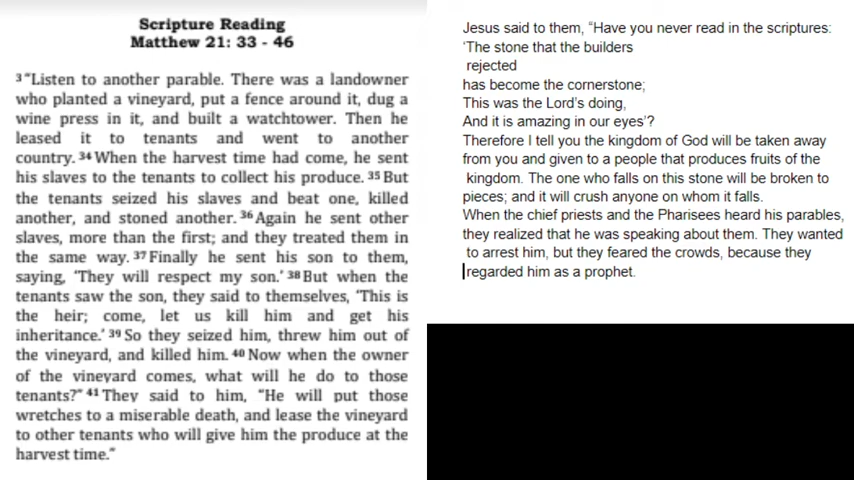 Scripture Reading
Matthew 21: 33 - 46
3 “Listen to another parable. There was a landowner
who planted a vineyard, put a fence around it, dug a
wine press in it, and built a watchtower. Then he
leased it to tenants and went to another
country. 34 When the harvest time had come, he sent
his slaves to the tenants to collect his produce. 35 But
the tenants seized his slaves and beat one, killed
another, and stoned another. 36 Again he sent other
slaves, more than the first; and they treated them in
the same way. 37 Finally he sent his son to them,
saying, ‘They will respect my son.’ 38 But when the
tenants saw the son, they said to themselves, ‘This is
the heir; come, let us kill him and get his
inheritance.’ 39 So they seized him, threw him out of
the vineyard, and killed him. 40 Now when the owner
of the vineyard comes, what will he do to those
tenants?” 41 They said to him, “He will put those
wretches to a miserable death, and lease the vineyard
to other tenants who will give him the produce at the
harvest time.”
Jesus said to them, “Have you never read in the scriptures:
‘The stone that the builders
rejected
has become the cornerstone;
This was the Lord’s doing,
And it is amazing in our eyes’?
Therefore I tell you the kingdom of God will be taken away
from you and given to a people that produces fruits of the
kingdom. The one who falls on this stone will be broken to
pieces; and it will crush anyone on whom it falls.
When the chief priests and the Pharisees heard his parables,
they realized that he was speaking about them. They wanted
to arrest him, but they feared the crowds, because they
regarded him as a prophet.